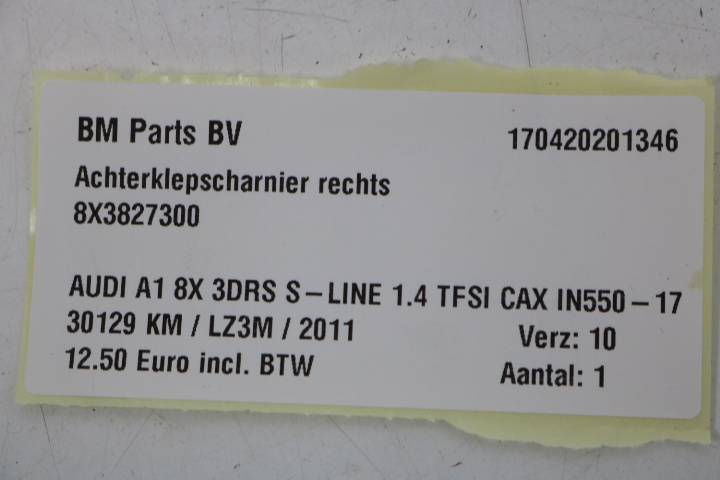 BM Parts BV 170420201346
Achterklepscharnier rechts
8X3827300
AUDI A1 8X 3DRS S-LINE 1.4 TFSI CAX IN550-17
30129 KM / LZ3M / 2011 Verz: 10
12.50 Euro incl. BTW Aantal: 1